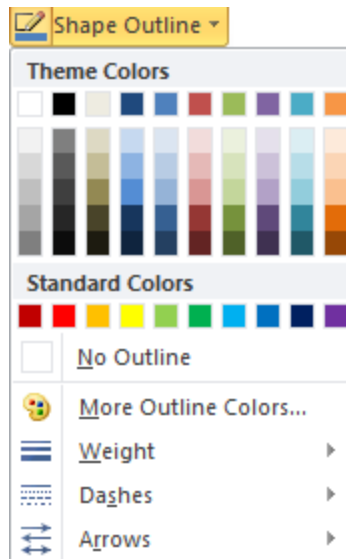 Shape Outline
Theme Colors
Standard Colors
No Outline
More Outline Colors...
Weight
Dashes
Arrows